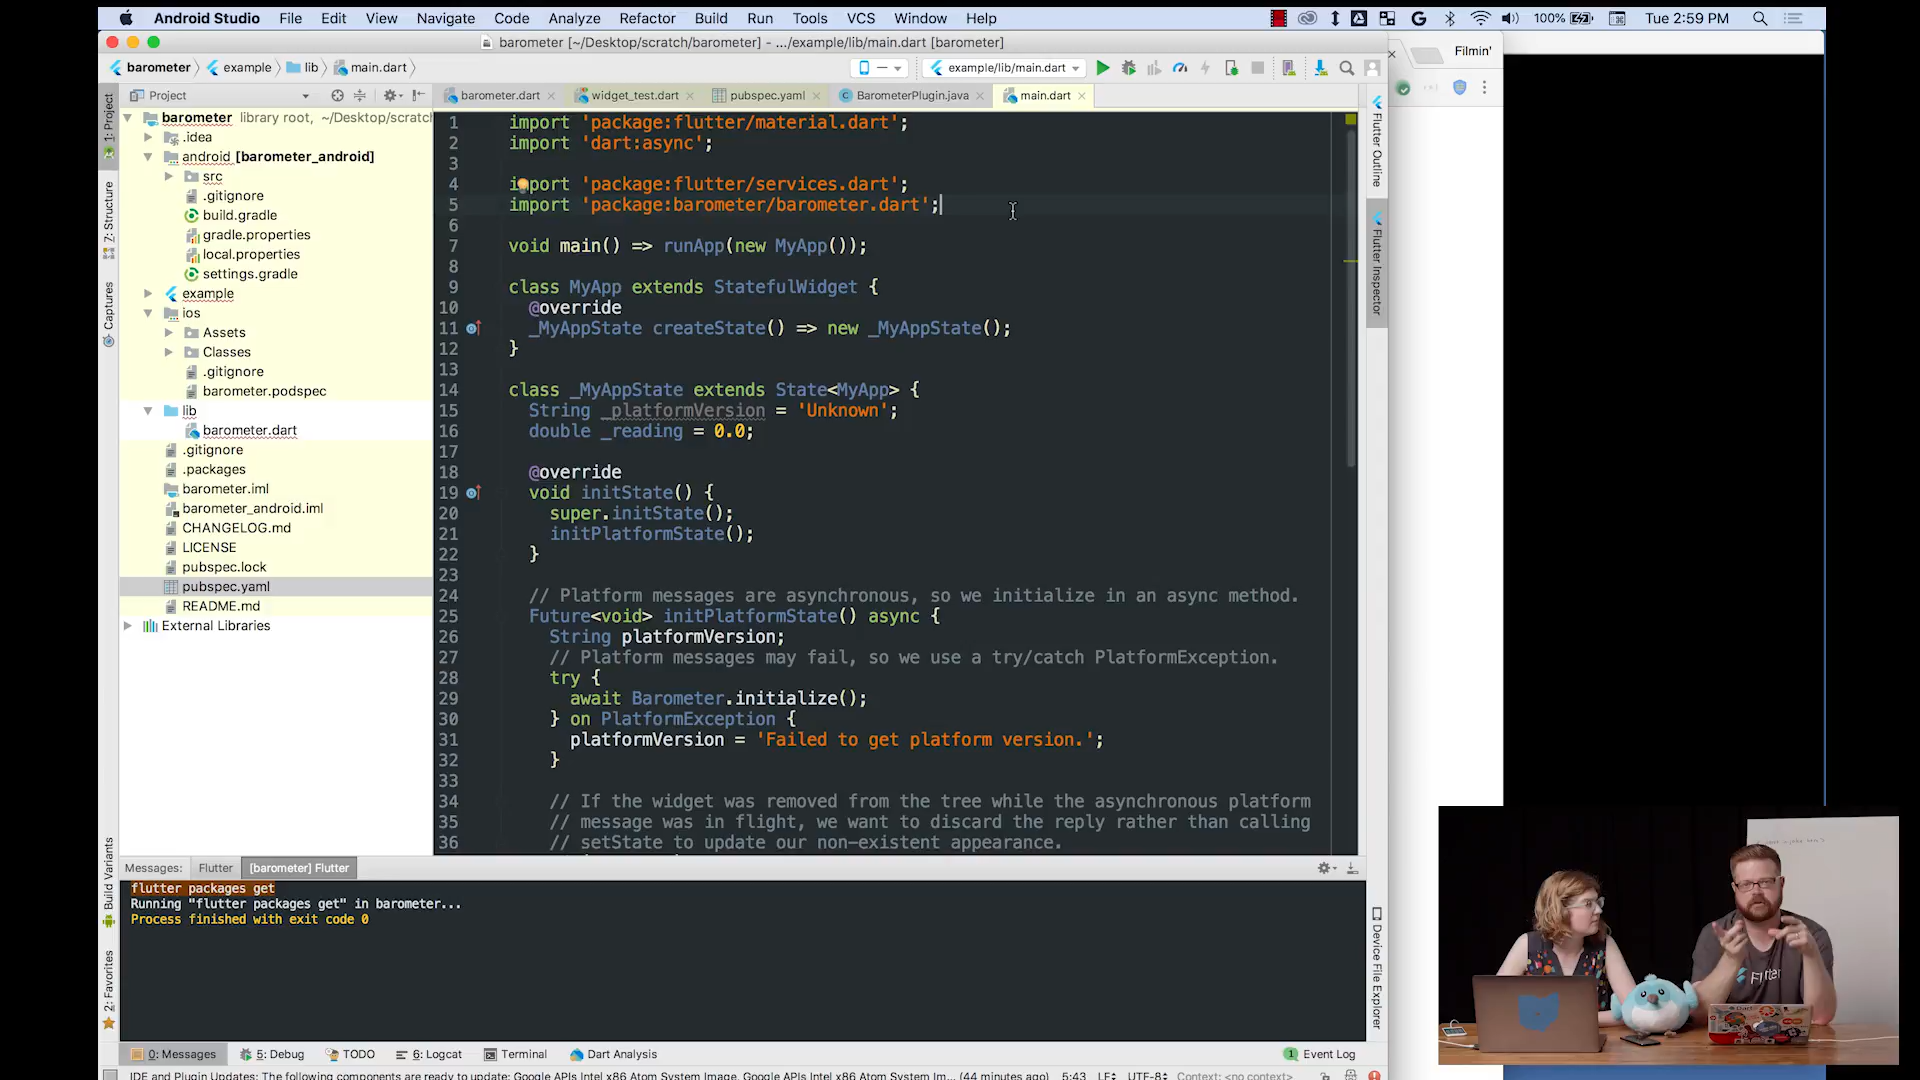 Android Studio File Edit View Navigate Code Analyze Refactor Build Run Tools VCS Window Help 100% Tue 2:59 PM
barometer [~/Desktop/scratch/barometer] - .../example/lib/main.dart [barometer]
Filmin'
barometer example lib main.dart
example/lib/main.dart
Project
barometer.dart widget_test.dart pubspec.yaml BarometerPlugin.java main.dart
1: Project
7: Structure
Captures
Build Variants
2: Favorites
barometer library root, ~/Desktop/scratch
.idea
android [barometer_android]
src
.gitignore
build.gradle
gradle.properties
local.properties
settings.gradle
example
ios
Assets
Classes
.gitignore
barometer.podspec
lib
barometer.dart
.gitignore
.packages
barometer.iml
barometer_android.iml
CHANGELOG.md
LICENSE
pubspec.lock
pubspec.yaml
README.md
External Libraries
1 import 'package:flutter/material.dart';
2 import 'dart:async';
3
4 import 'package:flutter/services.dart';
5 import 'package:barometer/barometer.dart';
6
7 void main() => runApp(new MyApp());
8
9 class MyApp extends StatefulWidget {
10 @override
11 _MyAppState createState() => new _MyAppState();
12 }
13
14 class _MyAppState extends State<MyApp> {
15 String _platformVersion = 'Unknown';
16 double _reading = 0.0;
17
18 @override
19 void initState() {
20 super.initState();
21 initPlatformState();
22 }
23
24 // Platform messages are asynchronous, so we initialize in an async method.
25 Future<void> initPlatformState() async {
26 String platformVersion;
27 // Platform messages may fail, so we use a try/catch PlatformException.
28 try {
29 await Barometer.initialize();
30 } on PlatformException {
31 platformVersion = 'Failed to get platform version.';
32 }
33
34 // If the widget was removed from the tree while the asynchronous platform
35 // message was in flight, we want to discard the reply rather than calling
36 // setState to update our non-existent appearance.
Flutter Outline
Flutter Inspector
Device File Explorer
Messages: Flutter [barometer] Flutter
flutter packages get
Running "flutter packages get" in barometer...
Process finished with exit code 0
0: Messages 5: Debug TODO 6: Logcat Terminal Dart Analysis 1 Event Log
IDE and Plugin Updates: The following components are ready to update: Google APIs Intel x86 Atom System Image, Google APIs Intel x86 Atom System Im... (44 minutes ago) 5:43 LF UTF-8 Context: <no context>
Flutter